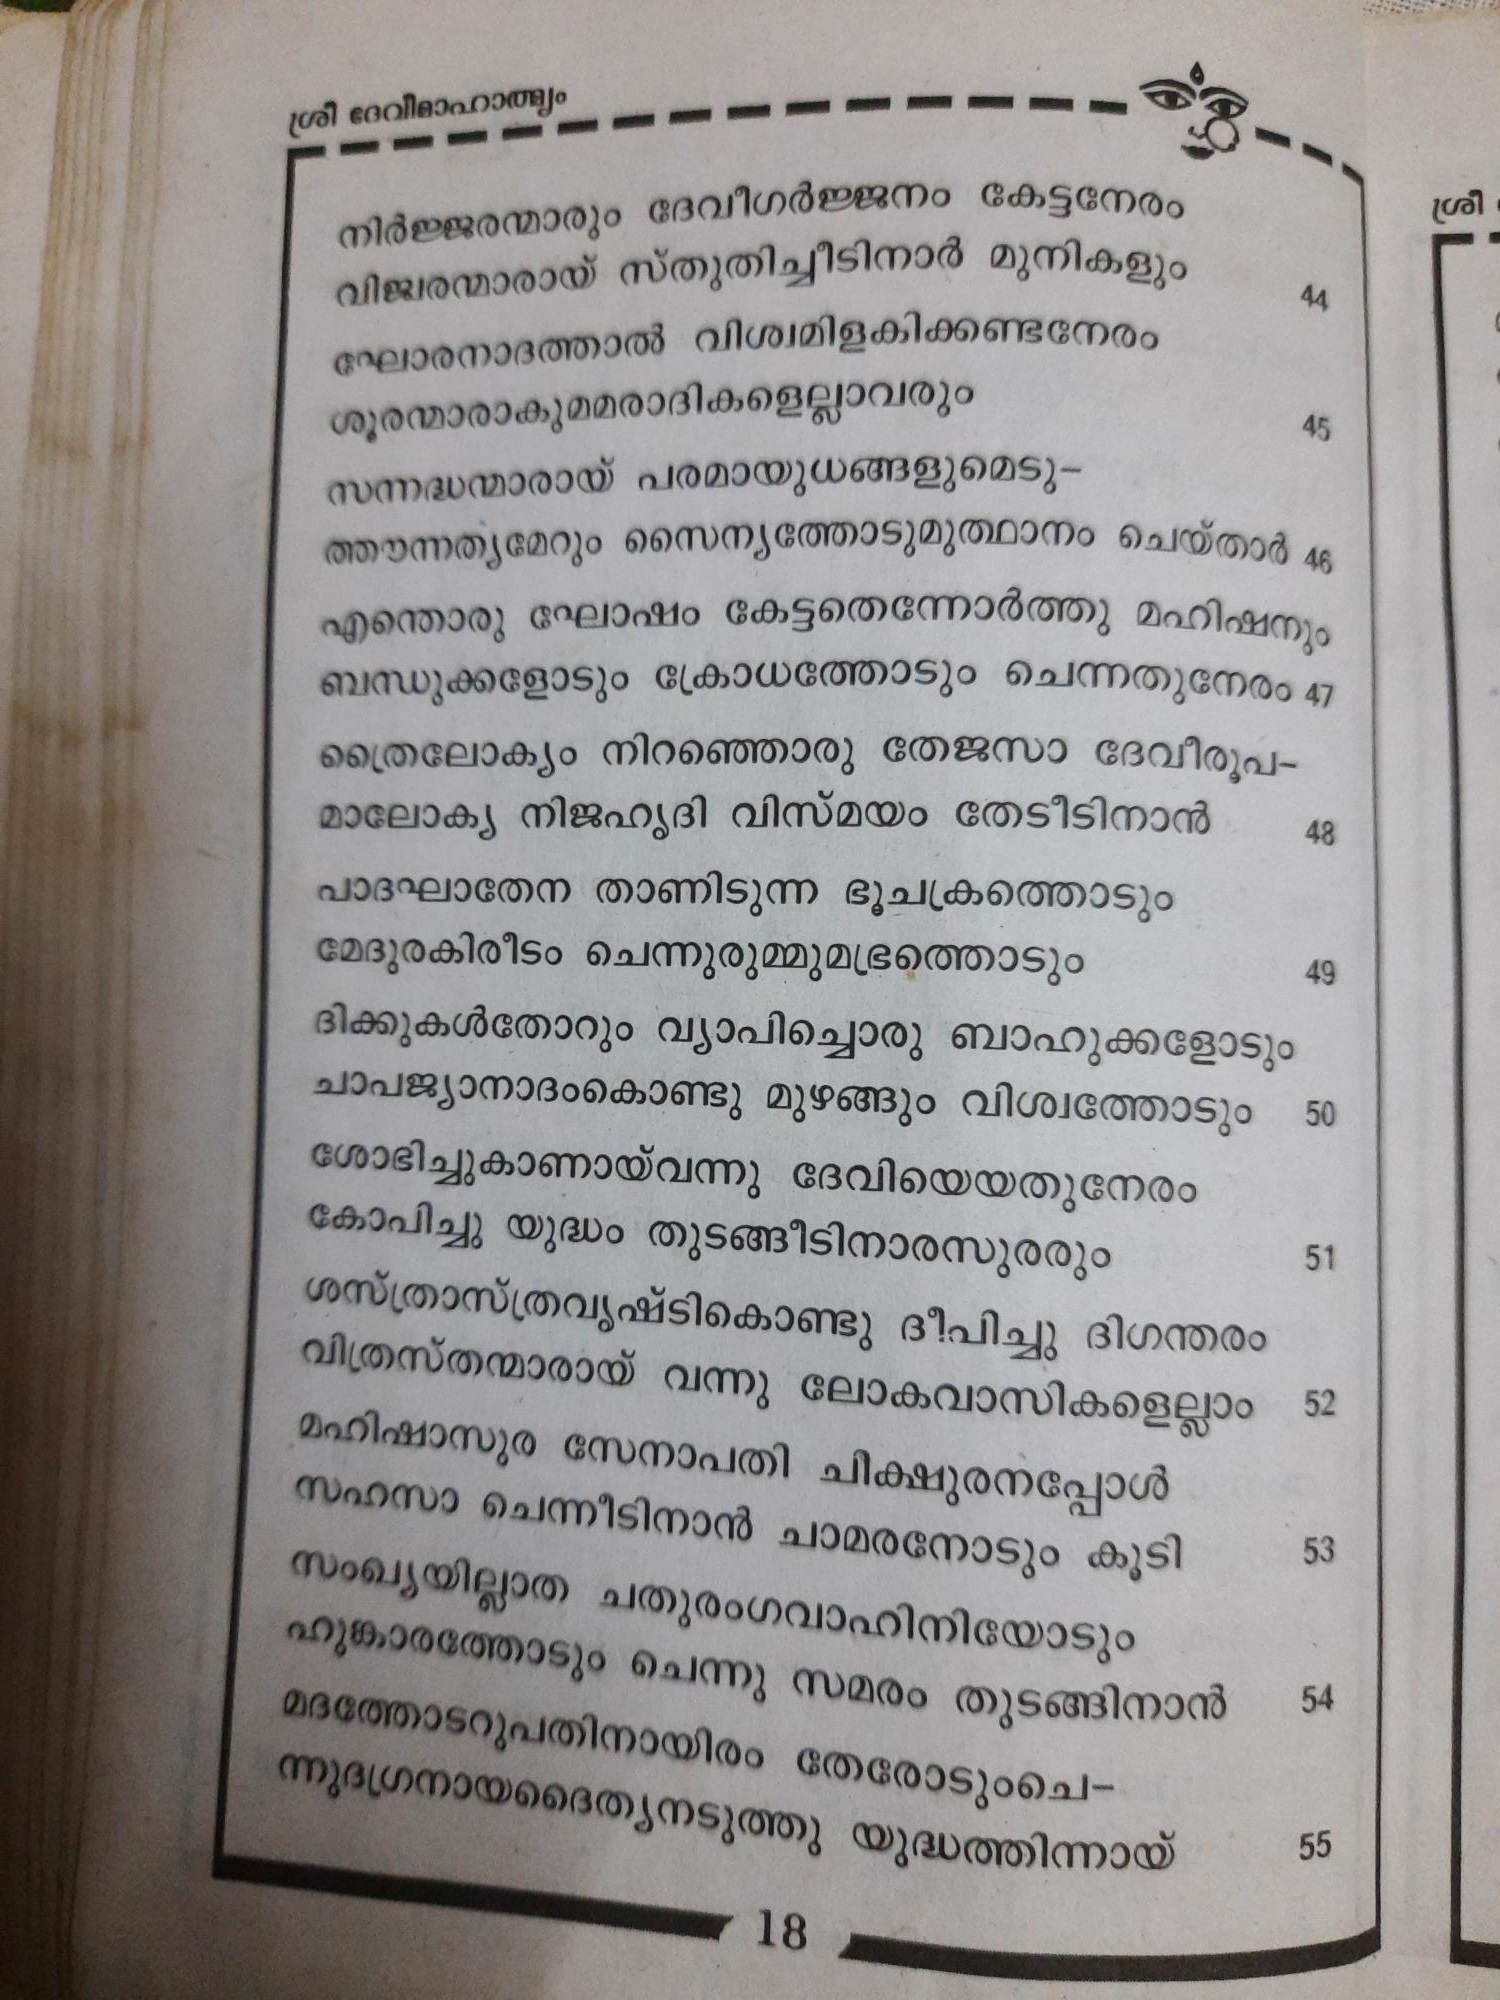 ശ്രീ ദേവീമാഹാത്മ്യം
നിർജ്ജരന്മാരും ദേവീഗർജ്ജനം കേട്ടനേരം
വിജ്വരന്മാരായ് സ്തുതിച്ചീടിനാർ മുനികളും 44
ഘോരനാദത്താൽ വിശ്വമിളകിക്കണ്ടനേരം
ശൂരന്മാരാകുമമരാദികളെല്ലാവരും 45
സന്നദ്ധന്മാരായ് പരമായുധങ്ങളുമെടു–
ത്തൗന്നത്യമേറും സൈന്യത്തോടുമുത്ഥാനം ചെയ്താർ 46
എന്തൊരു ഘോഷം കേട്ടതെന്നോർത്തു മഹിഷനും
ബന്ധുക്കളോടും ക്രോധത്തോടും ചെന്നതുനേരം 47
ത്രൈലോക്യം നിറഞ്ഞൊരു തേജസാ ദേവീരൂപ–
മാലോക്യ നിജഹൃദി വിസ്മയം തേടീടിനാൻ 48
പാദഘാതേന താണിടുന്ന ഭൂചക്രത്തൊടും
മേദുരകിരീടം ചെന്നുരുമ്മുമഭ്രത്തൊടും 49
ദിക്കുകൾതോറും വ്യാപിച്ചൊരു ബാഹുക്കളോടും
ചാപജ്യാനാദംകൊണ്ടു മുഴങ്ങും വിശ്വത്തോടും 50
ശോഭിച്ചുകാണായ്‌വന്നു ദേവിയെയതുനേരം
കോപിച്ചു യുദ്ധം തുടങ്ങീടിനാരസുരരും 51
ശസ്ത്രാസ്ത്രവൃഷ്ടികൊണ്ടു ദീപിച്ചു ദിഗന്തരം
വിത്രസ്തന്മാരായ് വന്നു ലോകവാസികളെല്ലാം 52
മഹിഷാസുര സേനാപതി ചിക്ഷുരനപ്പോൾ
സഹസാ ചെന്നീടിനാൻ ചാമരനോടും കൂടി 53
സംഖ്യയില്ലാത ചതുരംഗവാഹിനിയോടും
ഹുങ്കാരത്തോടും ചെന്നു സമരം തുടങ്ങിനാൻ 54
മദത്തോടറുപതിനായിരം തേരോടുംചെ–
ന്നുദഗ്രനായദൈത്യനടുത്തു യുദ്ധത്തിന്നായ് 55
18
ശ്രീ